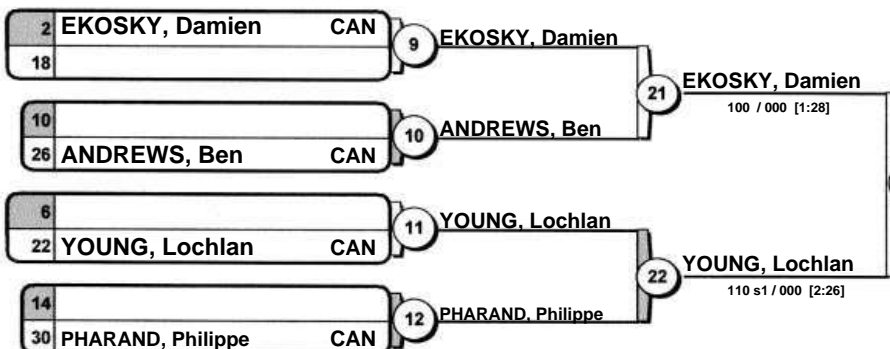 2 EKOSKY, Damien CAN
18
9
EKOSKY, Damien
10
26 ANDREWS, Ben CAN
10
ANDREWS, Ben
21
EKOSKY, Damien
100 / 000 [1:28]
6
22 YOUNG, Lochlan CAN
11
YOUNG, Lochlan
14
30 PHARAND, Philippe CAN
12
PHARAND, Philippe
22
YOUNG, Lochlan
110 s1 / 000 [2:26]